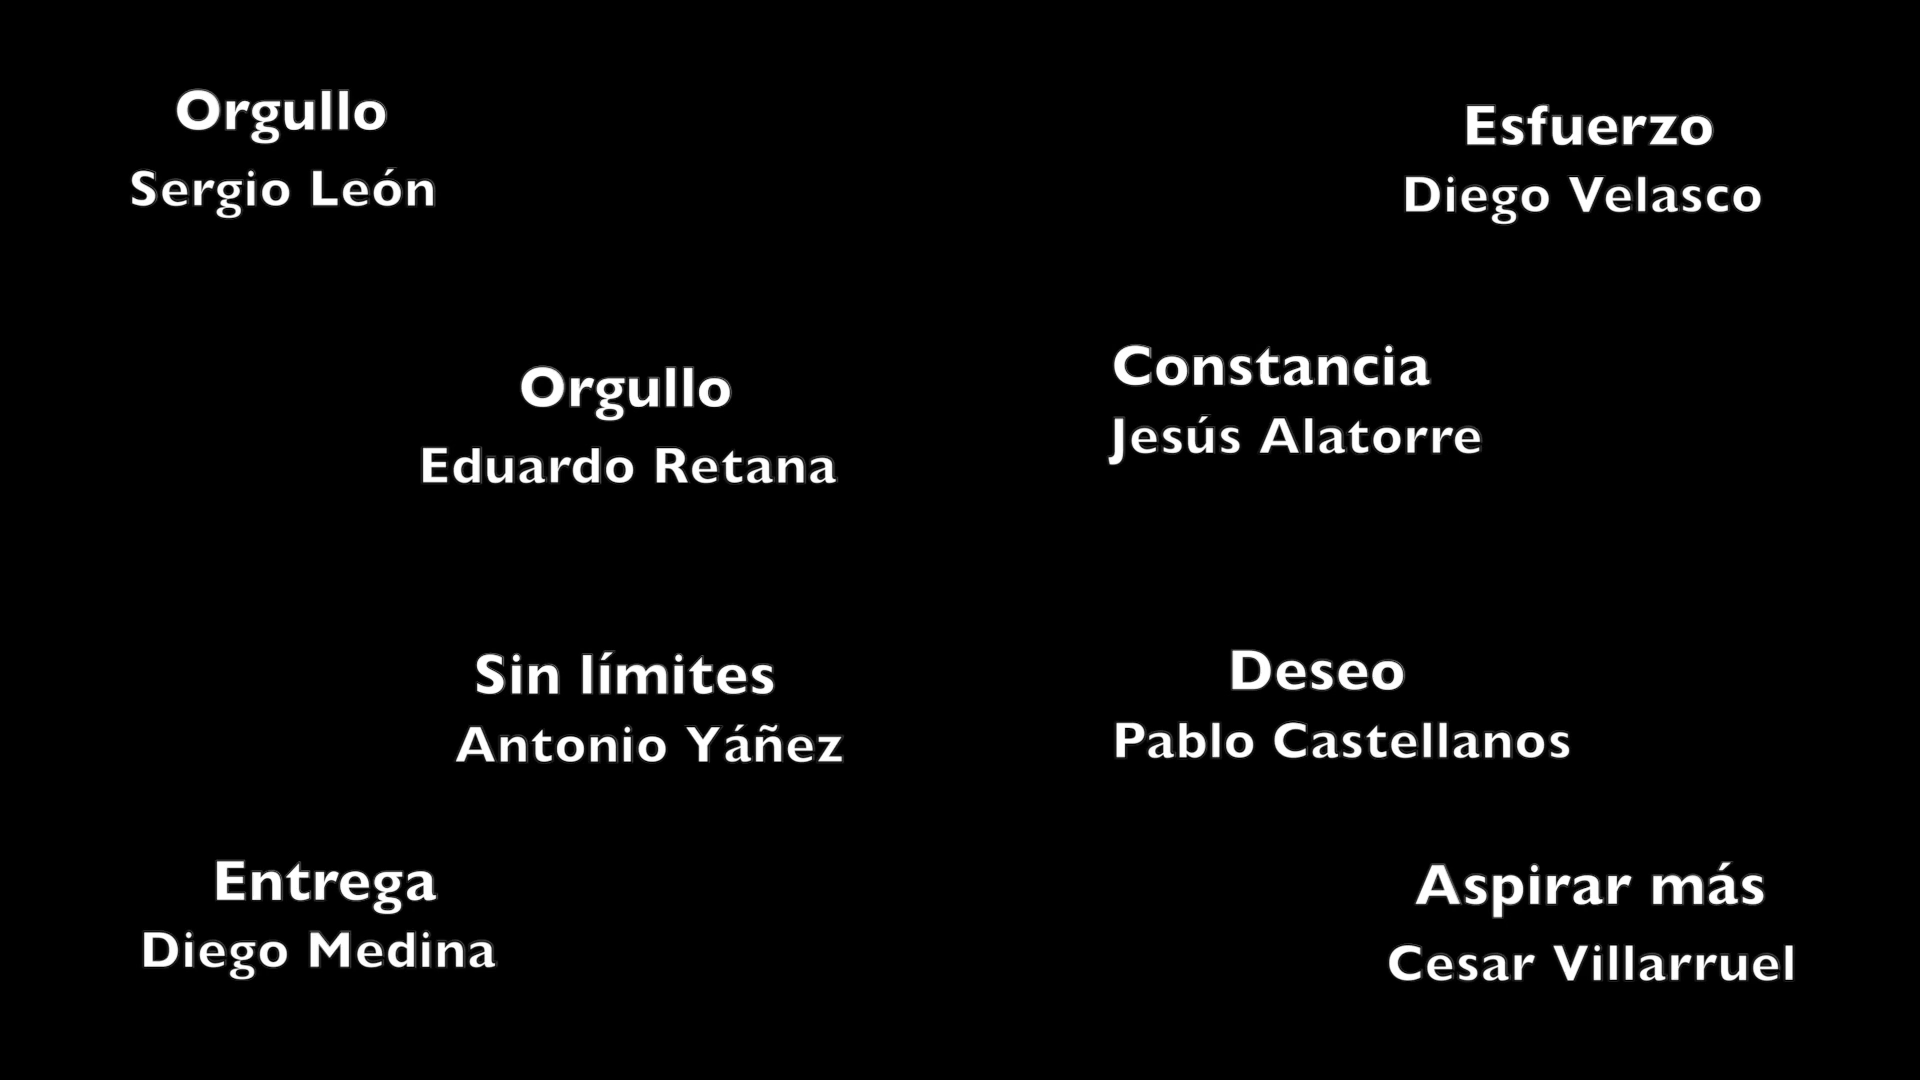 Orgullo
Sergio León
Esfuerzo
Diego Velasco
Orgullo
Eduardo Retana
Constancia
Jesús Alatorre
Sin límites
Antonio Yáñez
Deseo
Pablo Castellanos
Entrega
Diego Medina
Aspirar más
Cesar Villarruel